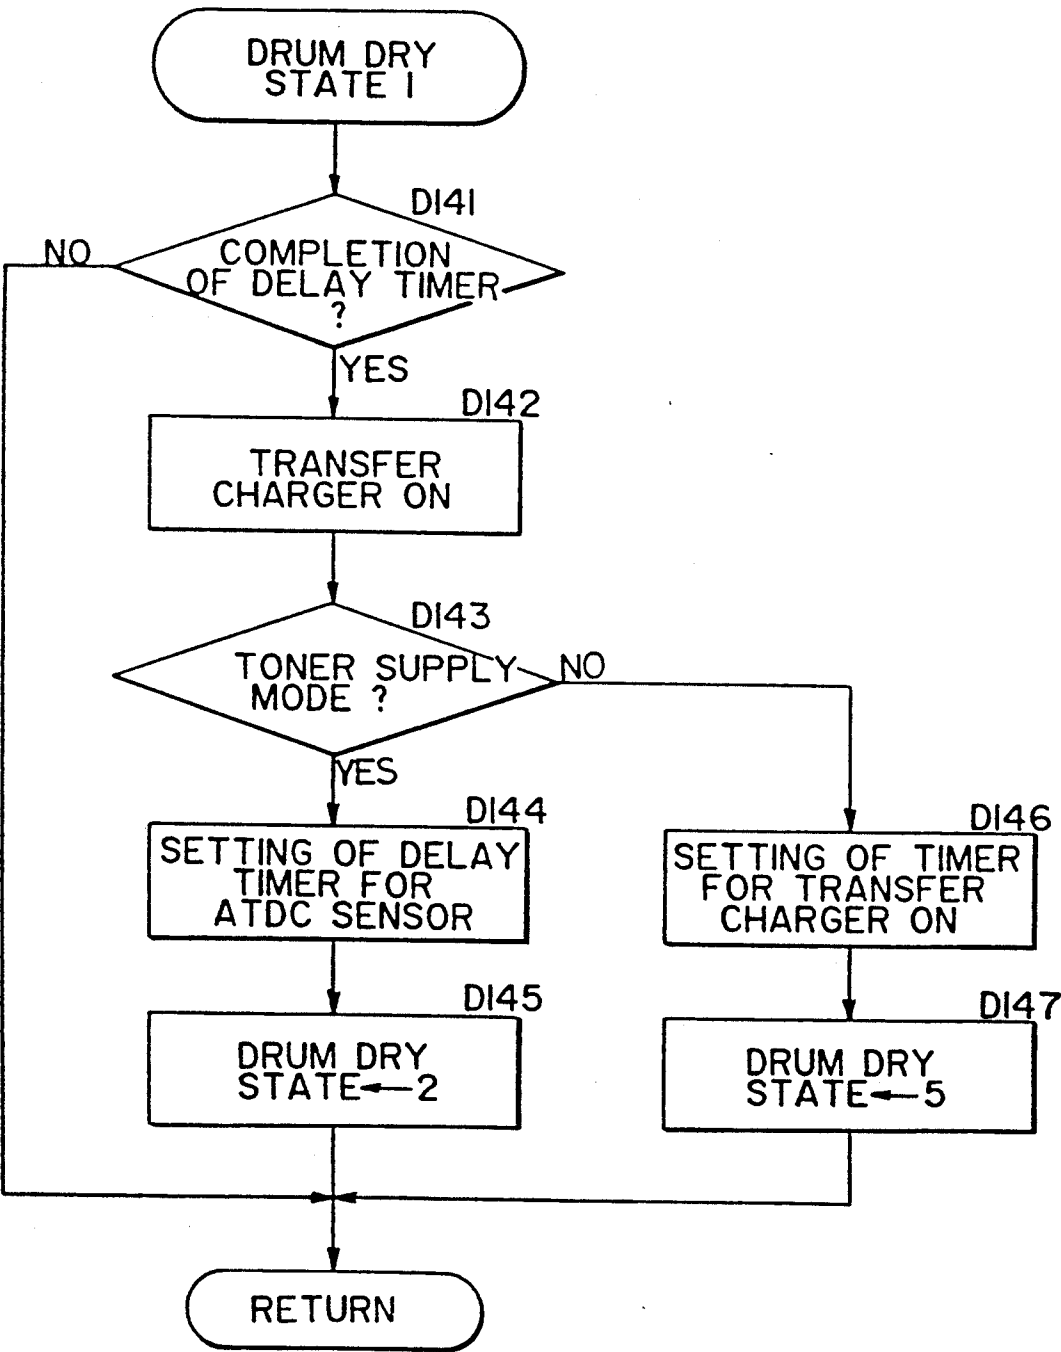 DRUM DRY
STATE 1
D141
NO
COMPLETION
OF DELAY TIMER
?
YES
D142
TRANSFER
CHARGER ON
D143
TONER SUPPLY
MODE ?
NO
YES
D144
SETTING OF DELAY
TIMER FOR
ATDC SENSOR
D146
SETTING OF TIMER
FOR TRANSFER
CHARGER ON
D145
DRUM DRY
STATE←2
D147
DRUM DRY
STATE←5
RETURN